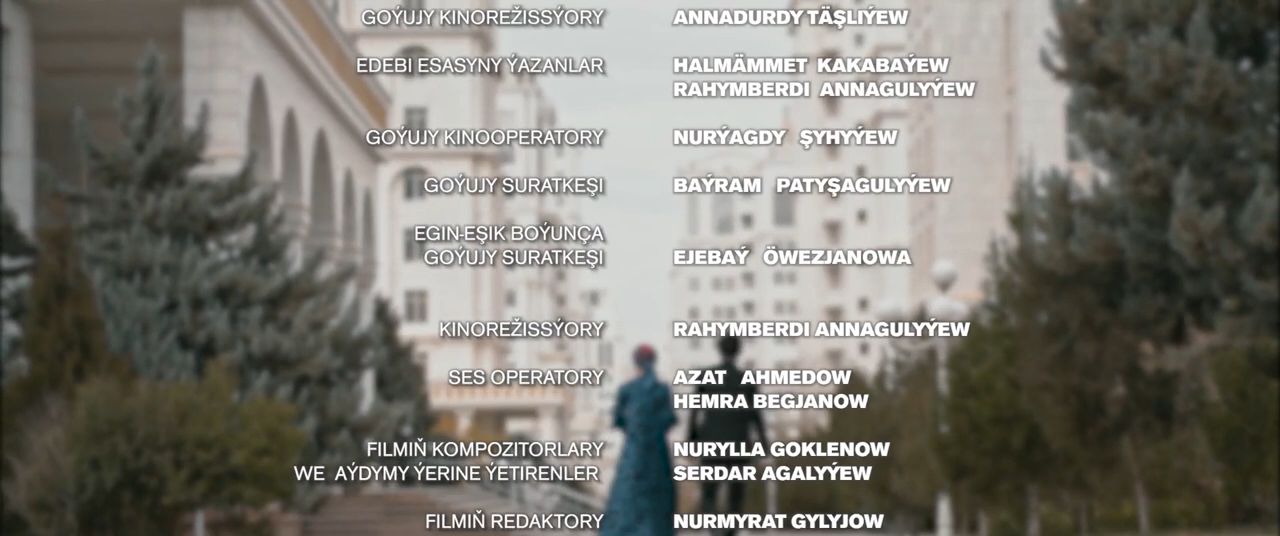 GOÝUJY KINOREŽISSÝORY ANNADURDY TÄŞLIÝEW
EDEBI ESASYNY ÝAZANLAR HALMÄMMET KAKABAÝEW
RAHYMBERDI ANNAGULYÝEW
GOÝUJY KINOOPERATORY NURÝAGDY ŞYHYÝEW
GOÝUJY SURATKEŞI BAÝRAM PATYŞAGULYÝEW
EGIN-EŞIK BOÝUNÇA
GOÝUJY SURATKEŞI EJEBAÝ ÖWEZJANOWA
KINOREŽISSÝORY RAHYMBERDI ANNAGULYÝEW
SES OPERATORY AZAT AHMEDOW
HEMRA BEGJANOW
FILMIŇ KOMPOZITORLARY NURYLLA GOKLENOW
WE AÝDYMY ÝERINE ÝETIRENLER SERDAR AGALYÝEW
FILMIŇ REDAKTORY NURMYRAT GYLYJOW